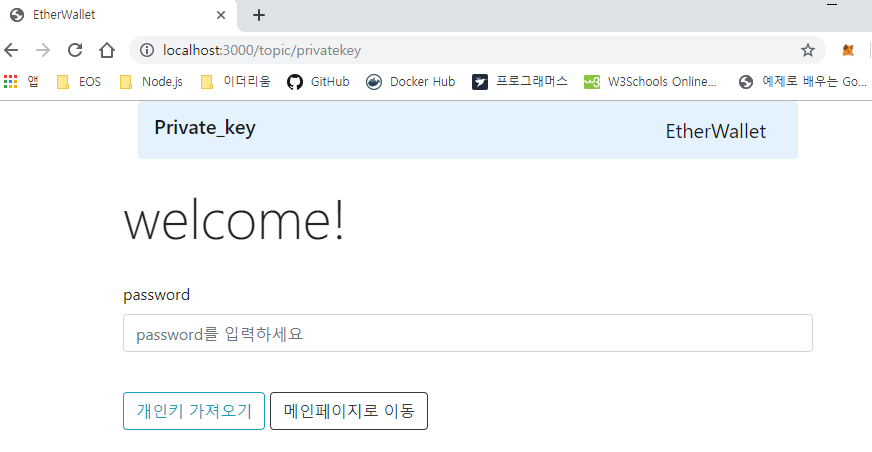 EtherWallet
localhost:3000/topic/privatekey
앱 EOS Node.js 이더리움 GitHub Docker Hub 프로그래머스 W3Schools Online... 예제로 배우는 Go...
Private_key EtherWallet
welcome!
password
password를 입력하세요
개인키 가져오기 메인페이지로 이동